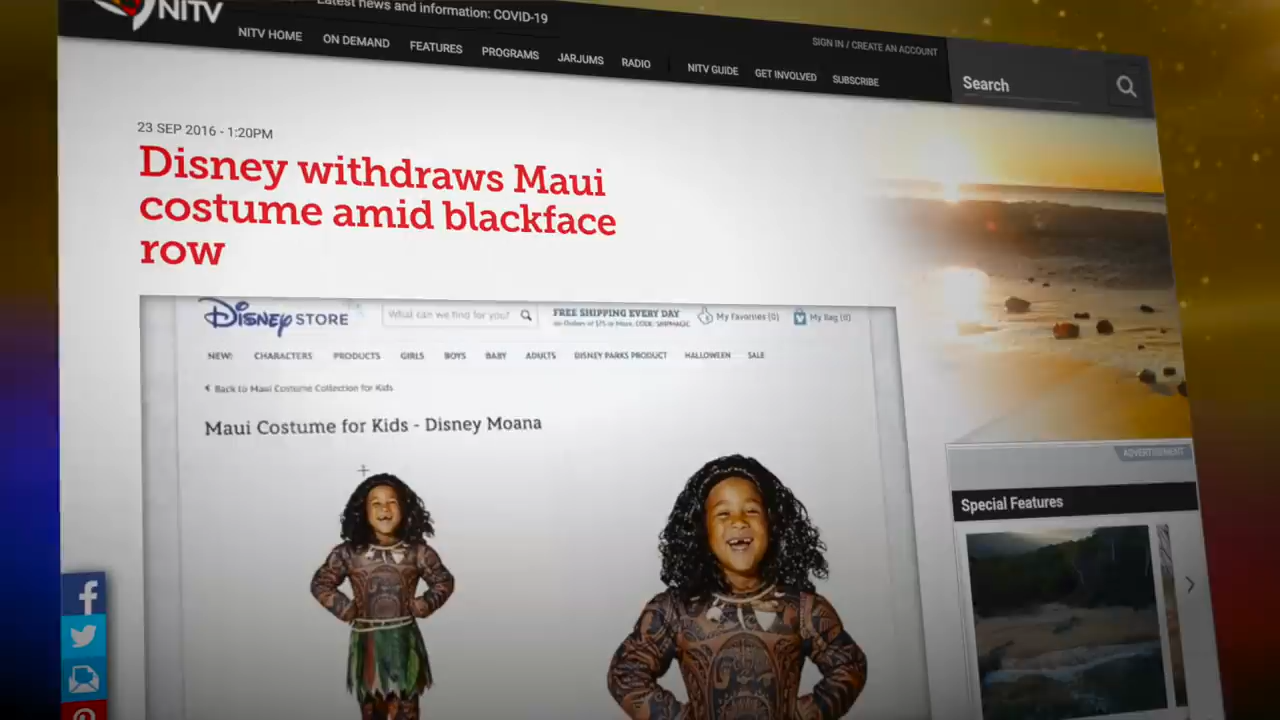 NITV
Latest news and information: COVID-19
NITV HOME
ON DEMAND
FEATURES
PROGRAMS
JARJUMS
RADIO
NITV GUIDE
GET INVOLVED
SUBSCRIBE
SIGN IN / CREATE AN ACCOUNT
Search
23 SEP 2016 - 1:20PM
Disney withdraws Maui
costume amid blackface
row
Disney STORE
What can we find for you?
FREE SHIPPING EVERY DAY
on Orders of $75 or More, CODE: SHIPMAGIC
My Favorites (0)
My Bag (0)
NEW!
CHARACTERS
PRODUCTS
GIRLS
BOYS
BABY
ADULTS
DISNEY PARKS PRODUCT
HALLOWEEN
SALE
Back to Maui Costume Collection for Kids
Maui Costume for Kids - Disney Moana
ADVERTISEMENT
Special Features